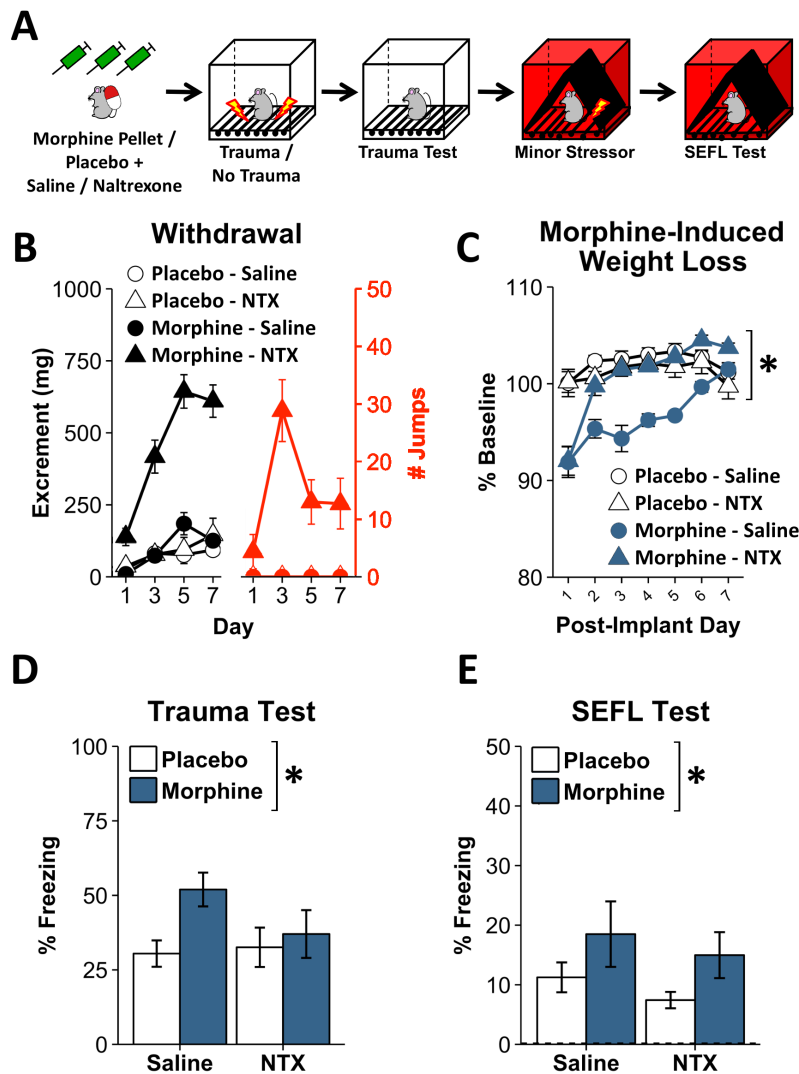 A
Morphine Pellet /
Placebo +
Saline / Naltrexone
Trauma /
No Trauma
Trauma Test
Minor Stressor
SEFL Test
B
Withdrawal
Placebo - Saline
Placebo - NTX
Morphine - Saline
Morphine - NTX
Excrement (mg)
1000
750
500
250
0
1 3 5 7
1 3 5 7
Day
50
40
30
20
10
0
# Jumps
C
Morphine-Induced
Weight Loss
% Baseline
110
100
90
80
*
Placebo - Saline
Placebo - NTX
Morphine - Saline
Morphine - NTX
1 2 3 4 5 6 7
Post-Implant Day
D
Trauma Test
% Freezing
100
75
50
25
0
Placebo
Morphine
*
Saline NTX
E
SEFL Test
% Freezing
50
40
30
20
10
0
Placebo
Morphine
*
Saline NTX